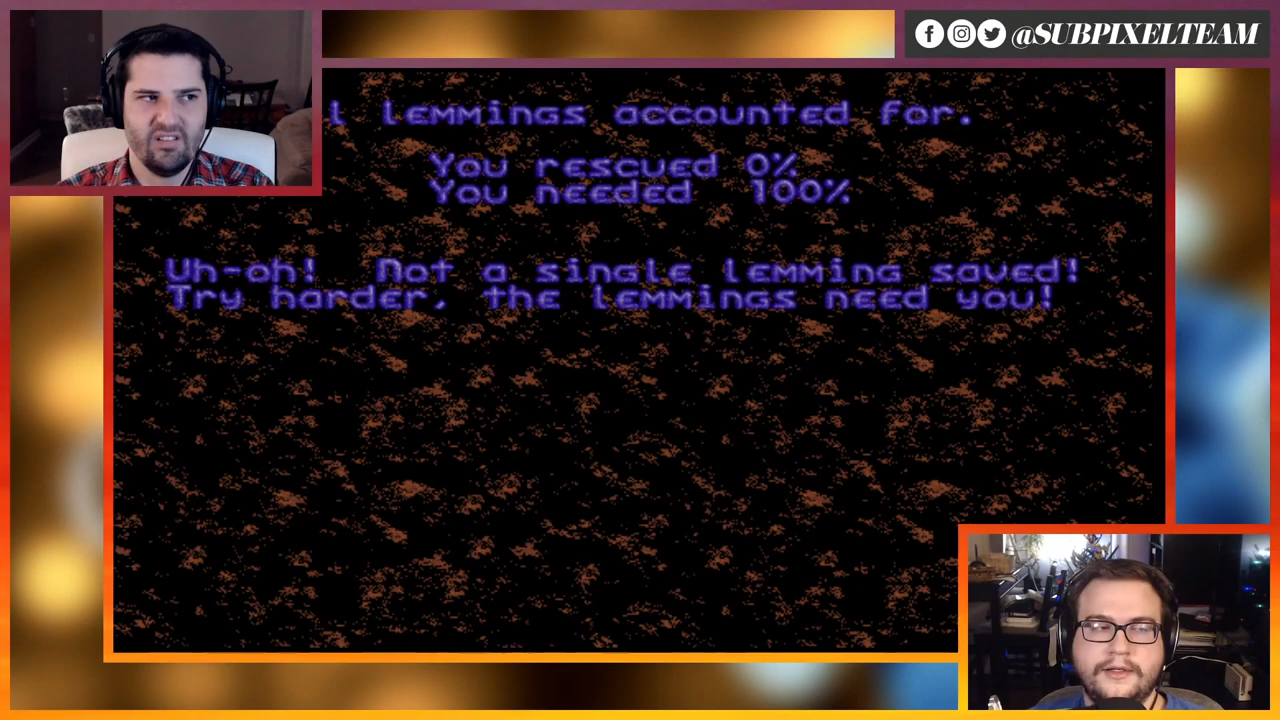 @SUBPIXELTEAM
l lemmings accounted for.
You rescued 0%
You needed 100%
Uh-oh! Not a single lemming saved!
Try harder, the lemmings need you!